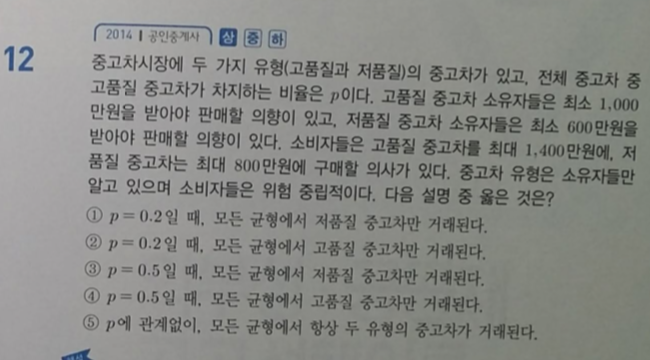 2014 | 공인중개사 상 중 하
12
중고차시장에 두 가지 유형(고품질과 저품질)의 중고차가 있고, 전체 중고차 중
고품질 중고차가 차지하는 비율은 p이다. 고품질 중고차 소유자들은 최소 1,000
만원을 받아야 판매할 의향이 있고, 저품질 중고차 소유자들은 최소 600만원을
받아야 판매할 의향이 있다. 소비자들은 고품질 중고차를 최대 1,400만원에, 저
품질 중고차는 최대 800만원에 구매할 의사가 있다. 중고차 유형은 소유자들만
알고 있으며 소비자들은 위험 중립적이다. 다음 설명 중 옳은 것은?
① p = 0.2일 때, 모든 균형에서 저품질 중고차만 거래된다.
② p = 0.2일 때, 모든 균형에서 고품질 중고차만 거래된다.
③ p = 0.5일 때, 모든 균형에서 저품질 중고차만 거래된다.
④ p = 0.5일 때, 모든 균형에서 고품질 중고차만 거래된다.
⑤ p에 관계없이, 모든 균형에서 항상 두 유형의 중고차가 거래된다.